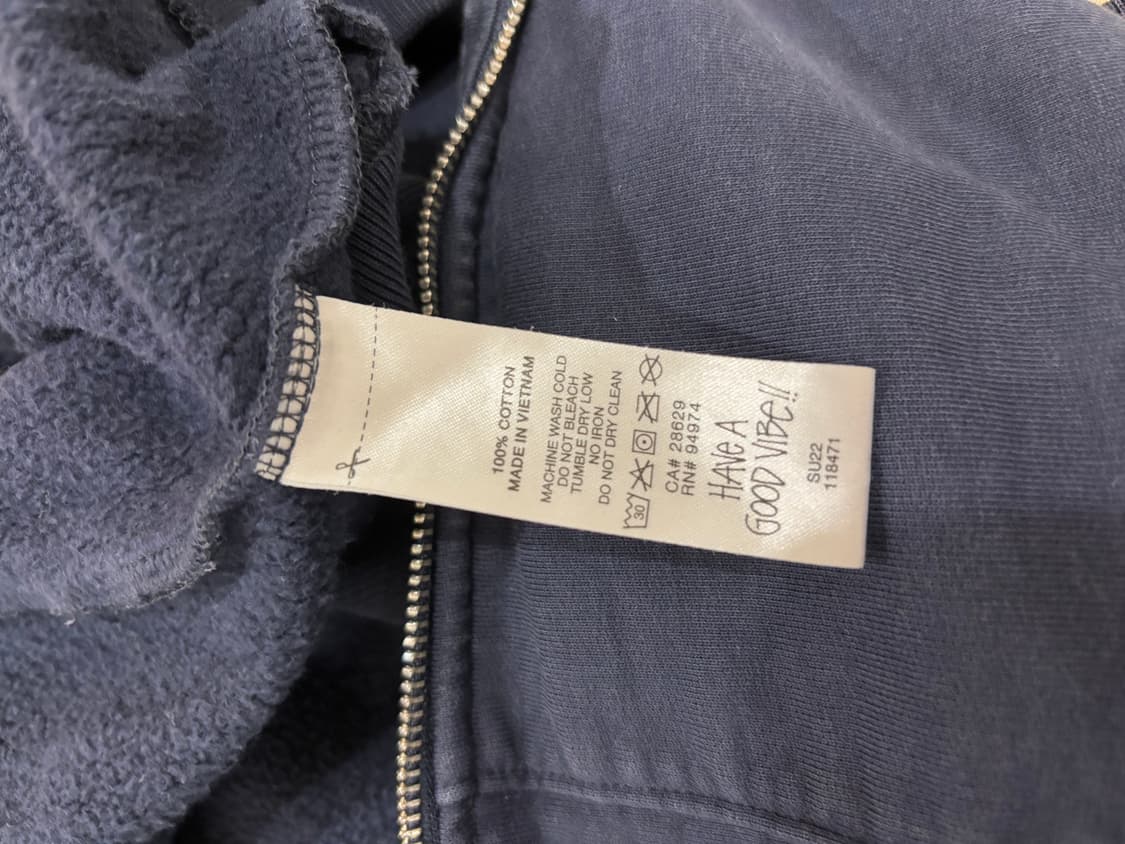 100% COTTON
MADE IN VIETNAM
MACHINE WASH COLD
DO NOT BLEACH
TUMBLE DRY LOW
NO IRON
DO NOT DRY CLEAN
30
CA# 28629
RN# 94974
HAVE A
GOOD VIBE!!
SU22
118471